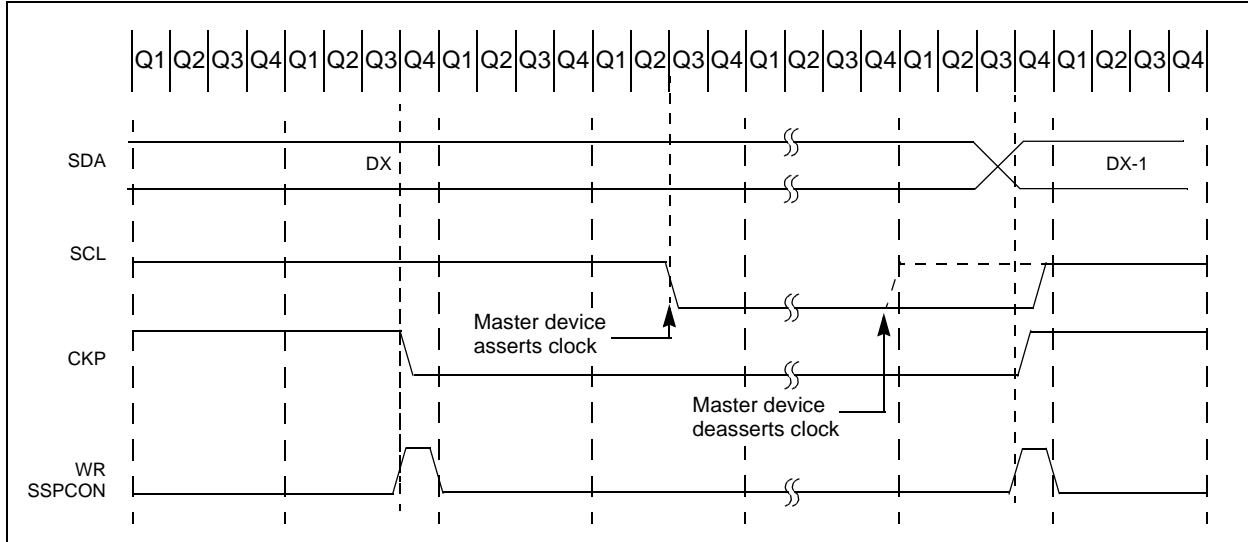 Q1 Q2 Q3 Q4 Q1 Q2 Q3 Q4 Q1 Q2 Q3 Q4 Q1 Q2 Q3 Q4 Q1 Q2 Q3 Q4 Q1 Q2 Q3 Q4 Q1 Q2 Q3 Q4
SDA DX DX-1
SCL
Master device
asserts clock
CKP
Master device
deasserts clock
WR
SSPCON